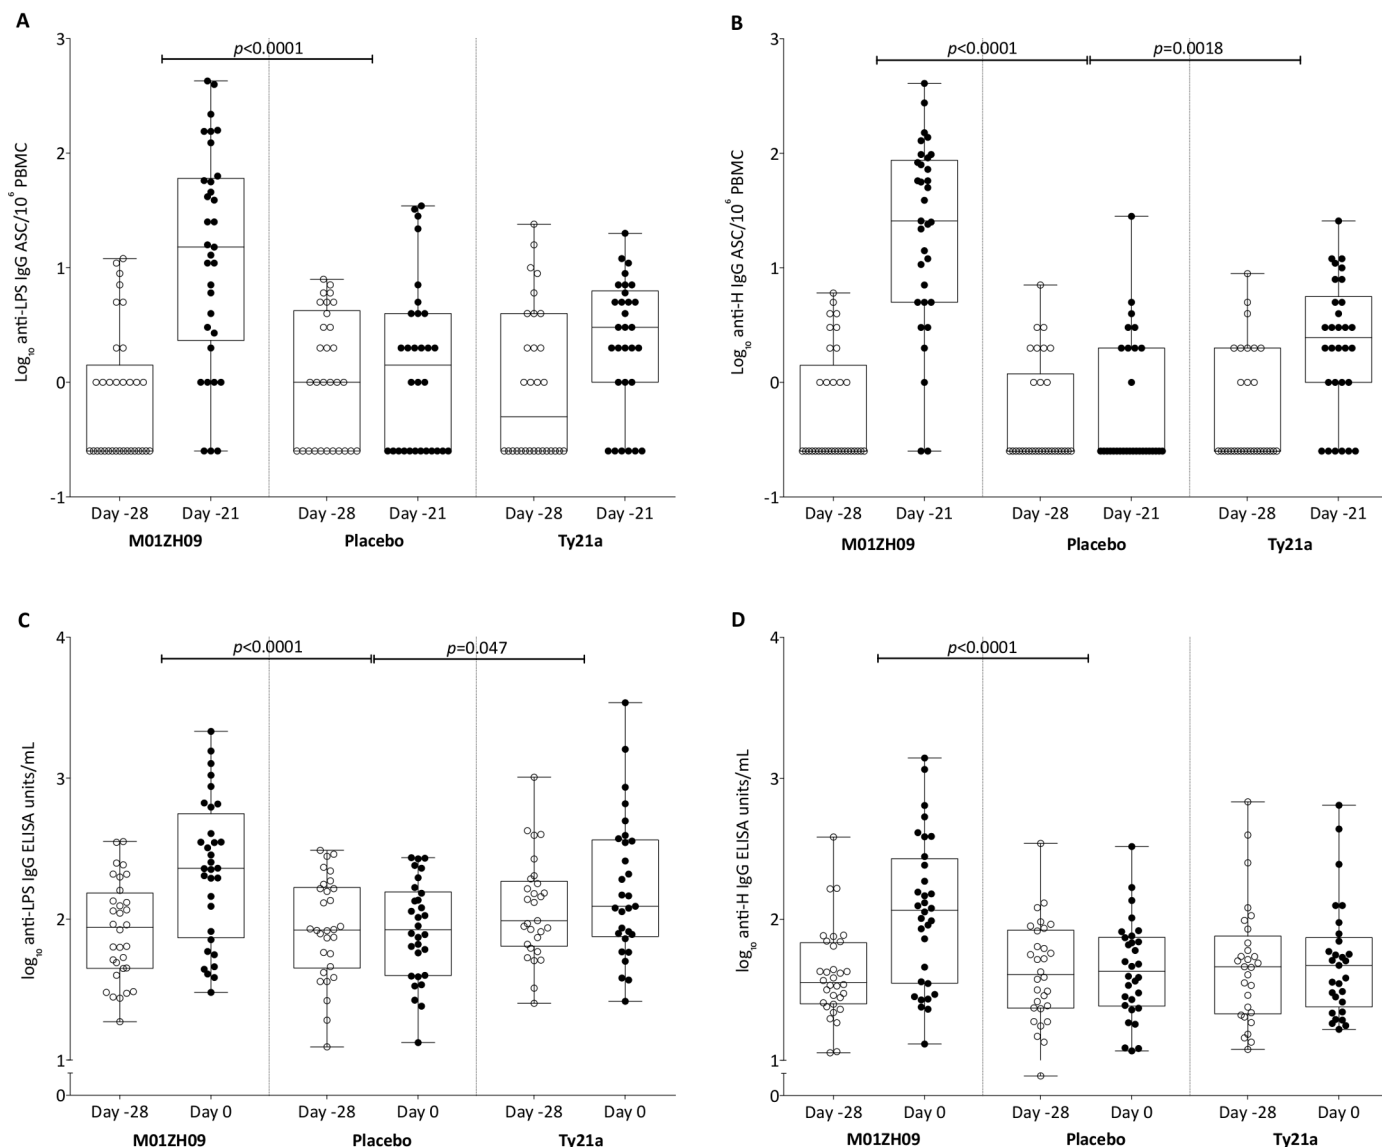 A
Log10 anti-LPS IgG ASC/10^6 PBMC
3
2
1
0
-1
p<0.0001
Day -28 Day -21 Day -28 Day -21 Day -28 Day -21
M01ZH09 Placebo Ty21a
B
Log10 anti-H IgG ASC/10^6 PBMC
3
2
1
0
-1
p<0.0001 p=0.0018
Day -28 Day -21 Day -28 Day -21 Day -28 Day -21
M01ZH09 Placebo Ty21a
C
log10 anti-LPS IgG ELISA units/mL
4
3
2
1
0
p<0.0001 p=0.047
Day -28 Day 0 Day -28 Day 0 Day -28 Day 0
M01ZH09 Placebo Ty21a
D
log10 anti-H IgG ELISA units/mL
4
3
2
1
0
p<0.0001
Day -28 Day 0 Day -28 Day 0 Day -28 Day 0
M01ZH09 Placebo Ty21a